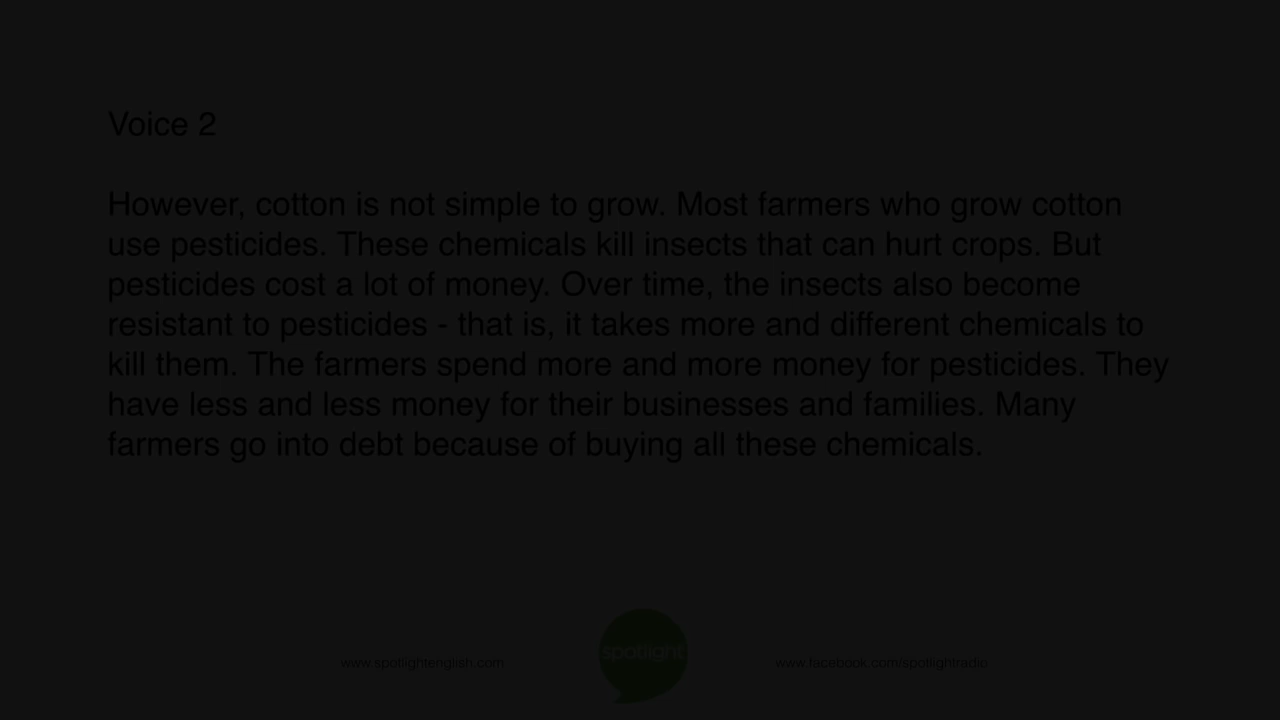 Voice 2
However, cotton is not simple to grow. Most farmers who grow cotton
use pesticides. These chemicals kill insects that can hurt crops. But
pesticides cost a lot of money. Over time, the insects also become
resistant to pesticides - that is, it takes more and different chemicals to
kill them. The farmers spend more and more money for pesticides. They
have less and less money for their businesses and families. Many
farmers go into debt because of buying all these chemicals.
spotlight
www.spotlightenglish.com
www.facebook.com/spotlightradio